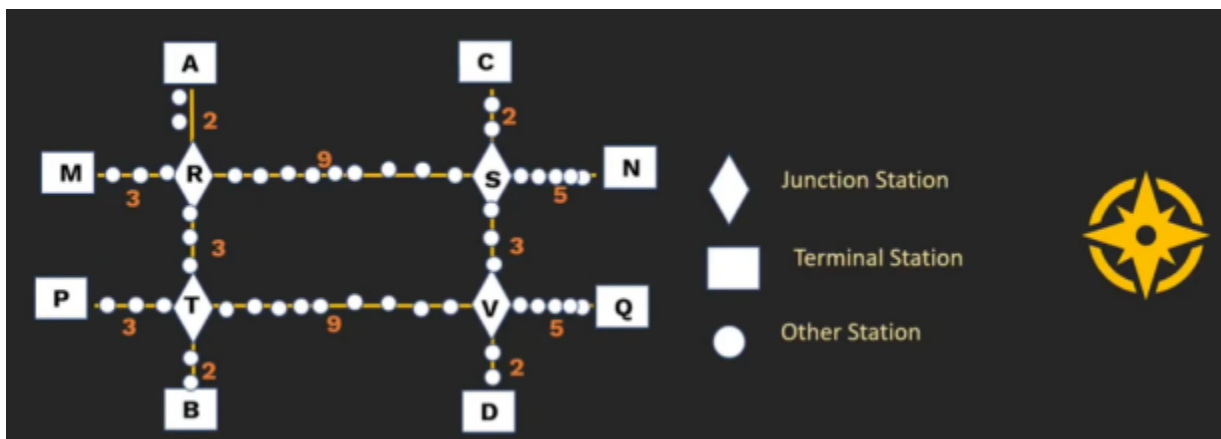 A
C
2
2
M
R
9
S
N
3
5
3
3
P
T
V
Q
3
9
5
2
2
B
D
Junction Station
Terminal Station
Other Station